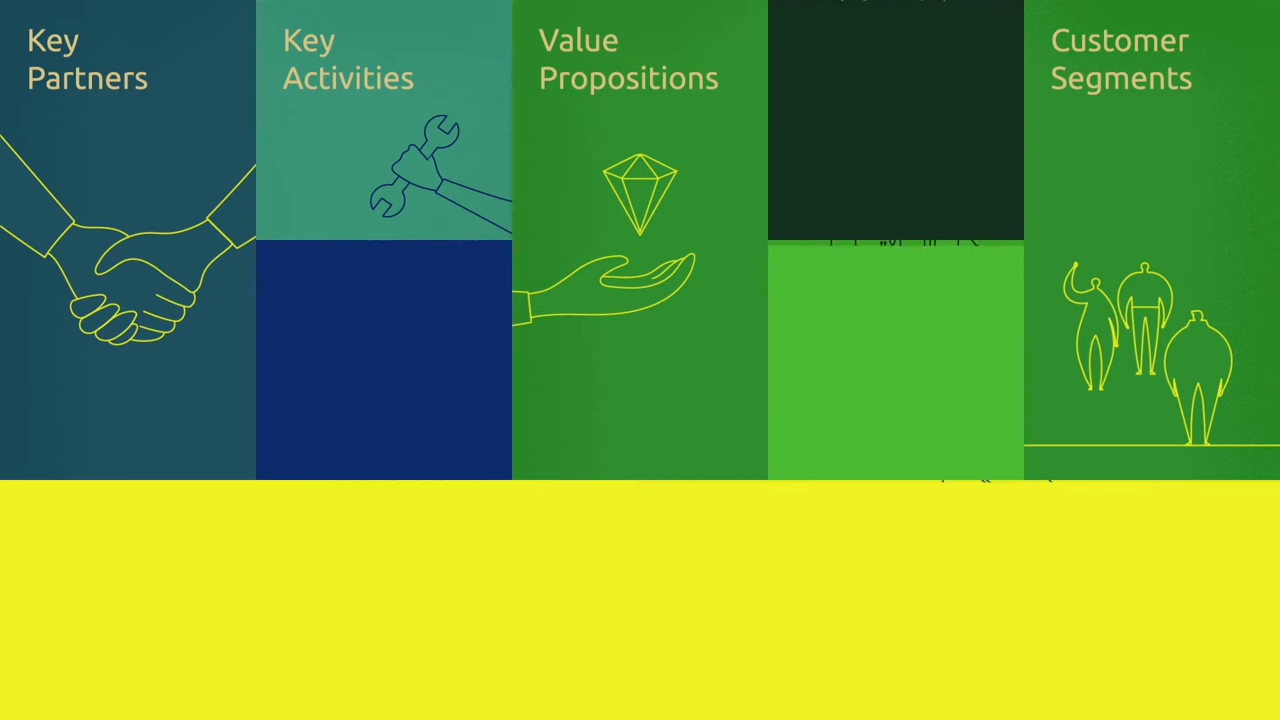 Key
Partners
Key
Activities
Value
Propositions
Customer
Segments